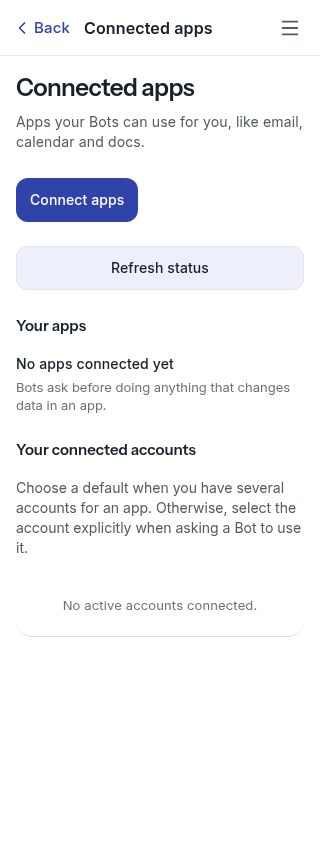 Back Connected apps
Connected apps
Apps your Bots can use for you, like email,
calendar and docs.
Connect apps
Refresh status
Your apps
No apps connected yet
Bots ask before doing anything that changes
data in an app.
Your connected accounts
Choose a default when you have several
accounts for an app. Otherwise, select the
account explicitly when asking a Bot to use
it.
No active accounts connected.